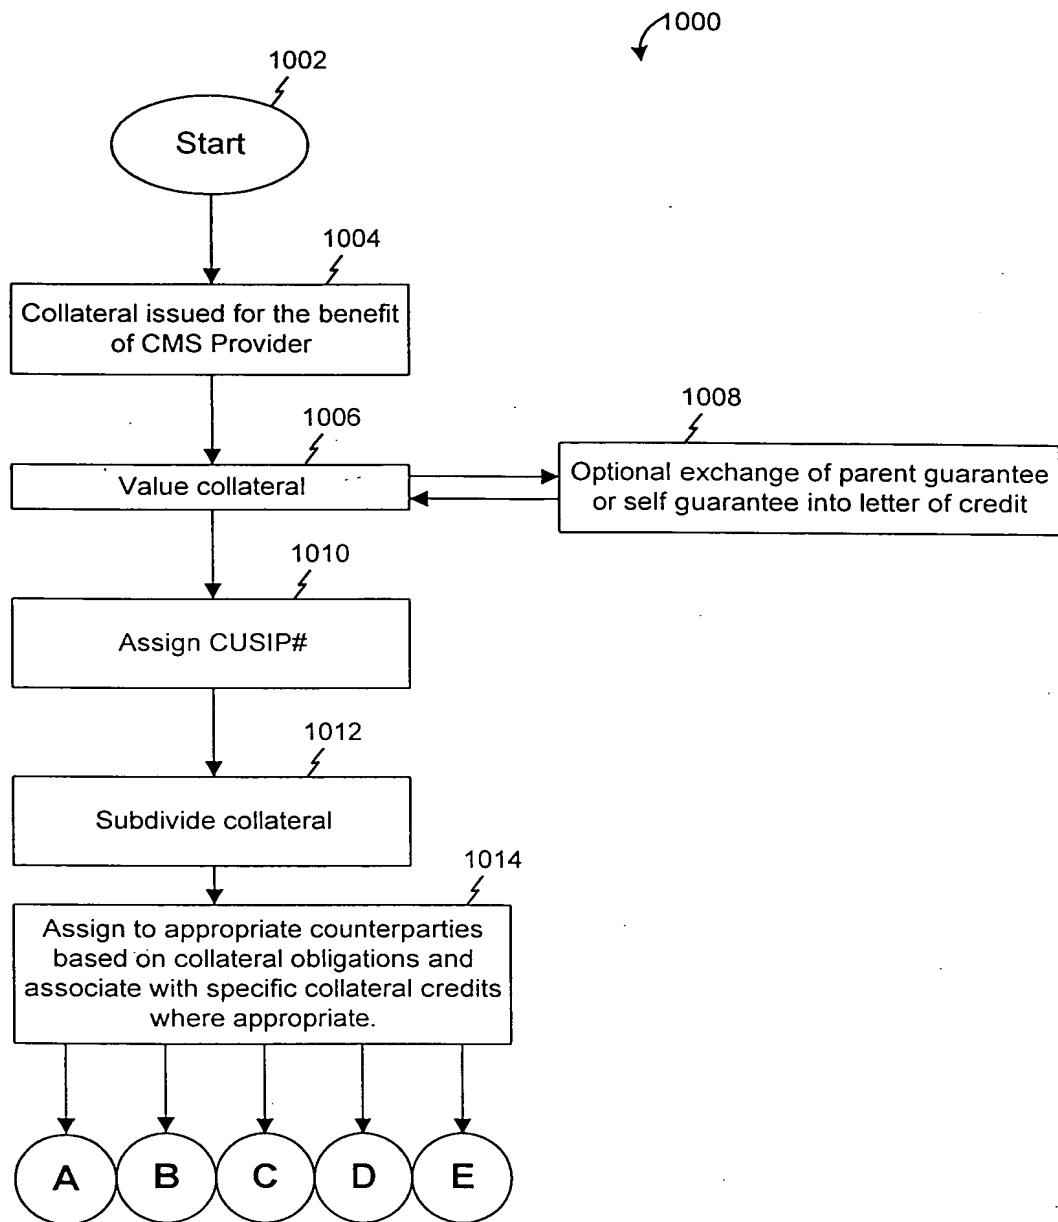 1000
1002
Start
1004
Collateral issued for the benefit
of CMS Provider
1006
Value collateral
1008
Optional exchange of parent guarantee
or self guarantee into letter of credit
1010
Assign CUSIP#
1012
Subdivide collateral
1014
Assign to appropriate counterparties
based on collateral obligations and
associate with specific collateral credits
where appropriate.
A B C D E